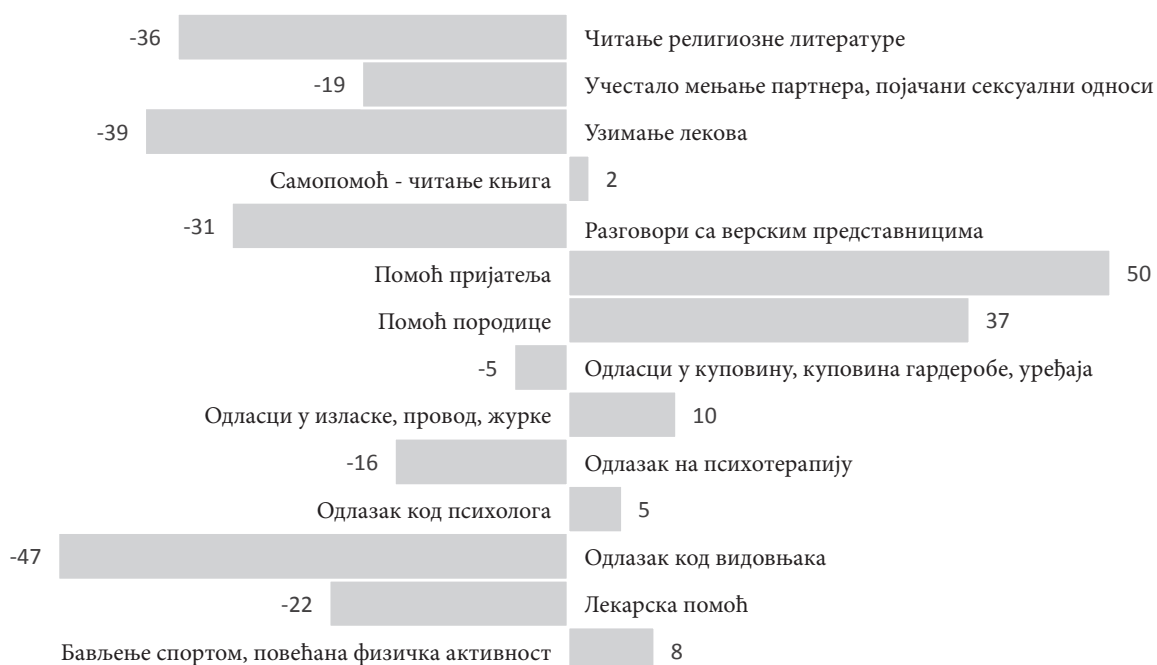 -36 Читање религиозне литературе
-19 Учестало мењање партнера, појачани сексуални односи
-39 Узимање лекова
Самопомоћ - читање књига 2
-31 Разговори са верским представницима
Помоћ пријатеља 50
Помоћ породице 37
-5 Одласци у куповину, куповина гардеробе, уређаја
Одласци у изласке, провод, журке 10
-16 Одлазак на психотерапију
Одлазак код психолога 5
-47 Одлазак код видовњака
-22 Лекарска помоћ
Бављење спортом, повећана физичка активност 8